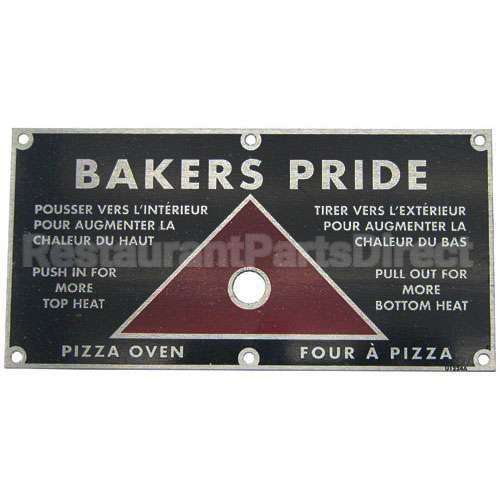 BAKERS PRIDE
POUSSER VERS L'INTÉRIEUR
POUR AUGMENTER LA
CHALEUR DU HAUT
PUSH IN FOR
MORE
TOP HEAT
TIRER VERS L'EXTÉRIEUR
POUR AUGMENTER LA
CHALEUR DU BAS
PULL OUT FOR
MORE
BOTTOM HEAT
PIZZA OVEN
FOUR À PIZZA
RestaurantPartsDirect